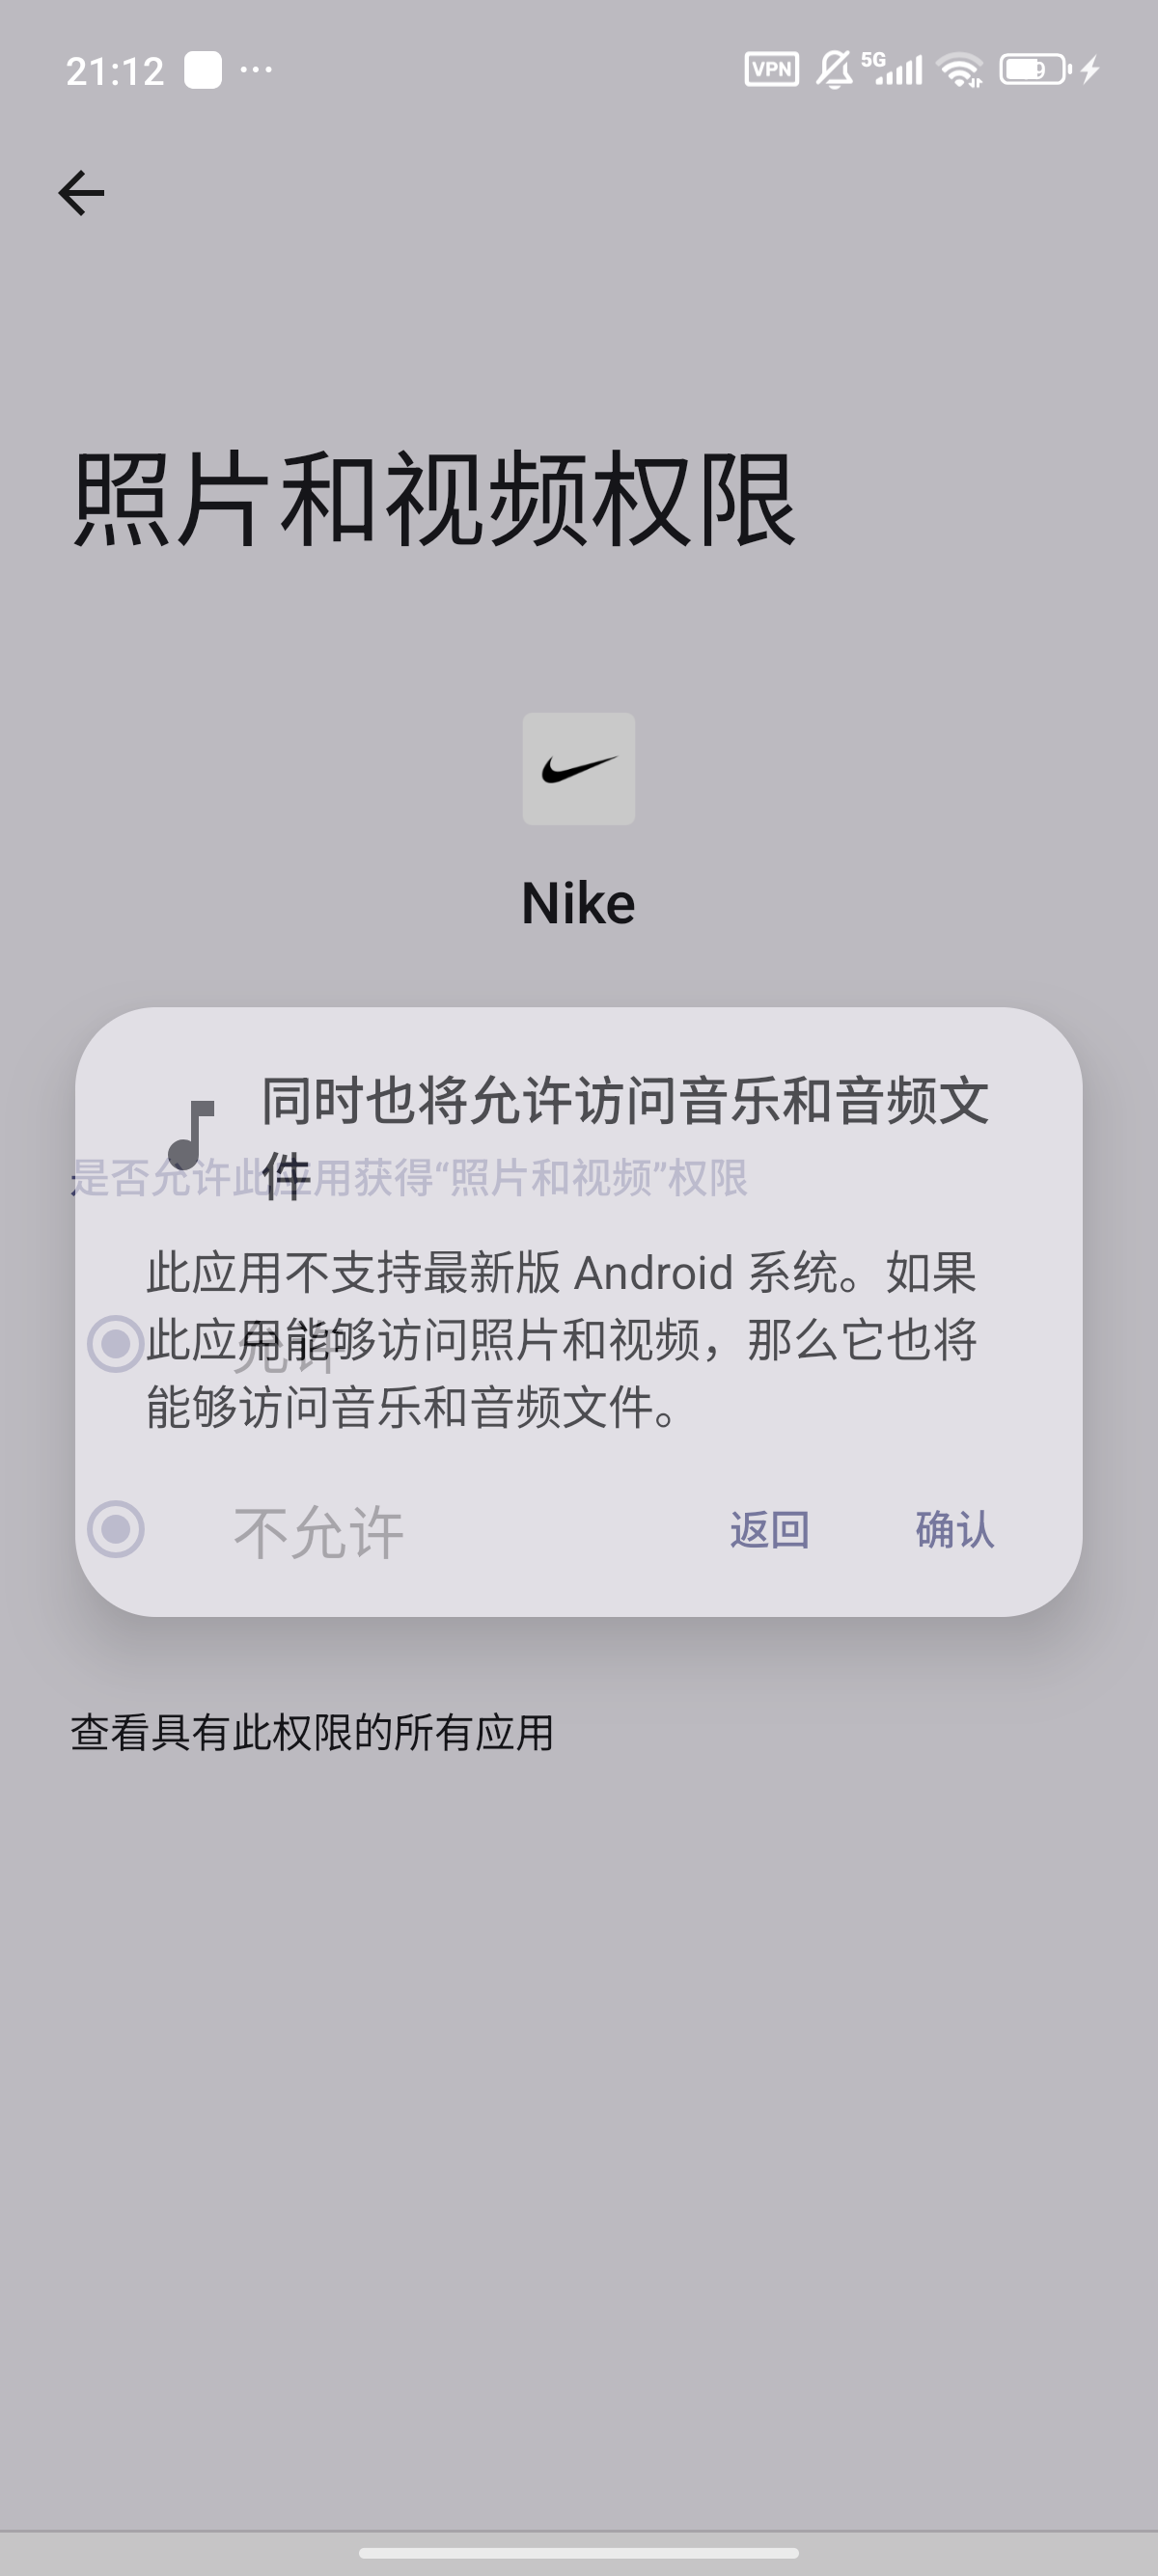 21:12
VPN
5G
照片和视频权限
Nike
同时也将允许访问音乐和音频文
件
是否允许此应用获得“照片和视频”权限
此应用不支持最新版 Android 系统。如果
此应用能够访问照片和视频，那么它也将
能够访问音乐和音频文件。
允许
不允许
返回
确认
查看具有此权限的所有应用